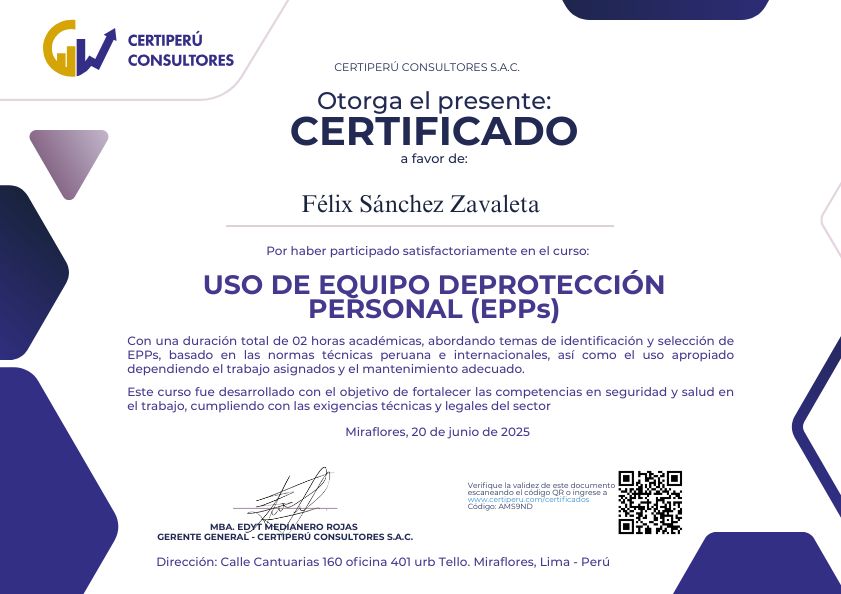 CERTIPERÚ
CONSULTORES
CERTIPERÚ CONSULTORES S.A.C.
Otorga el presente:
CERTIFICADO
a favor de:
Félix Sánchez Zavaleta
Por haber participado satisfactoriamente en el curso:
USO DE EQUIPO DEPROTECCIÓN
PERSONAL (EPPs)
Con una duración total de 02 horas académicas, abordando temas de identificación y selección de
EPPs, basado en las normas técnicas peruana e internacionales, así como el uso apropiado
dependiendo el trabajo asignados y el mantenimiento adecuado.
Este curso fue desarrollado con el objetivo de fortalecer las competencias en seguridad y salud en
el trabajo, cumpliendo con las exigencias técnicas y legales del sector
Miraflores, 20 de junio de 2025
Verifique la validez de este documento
escaneando el código QR o ingrese a
www.certiperu.com/certificados
Código: AMS9ND
MBA. EDYT MEDIANERO ROJAS
GERENTE GENERAL - CERTIPERÚ CONSULTORES S.A.C.
Dirección: Calle Cantuarias 160 oficina 401 urb Tello. Miraflores, Lima - Perú